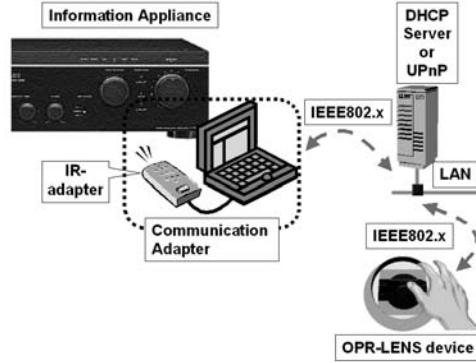 Information Appliance
DHCP
Server
or
UPnP
IEEE802.x
IR-
adapter
LAN
Communication
Adapter
IEEE802.x
OPR-LENS device